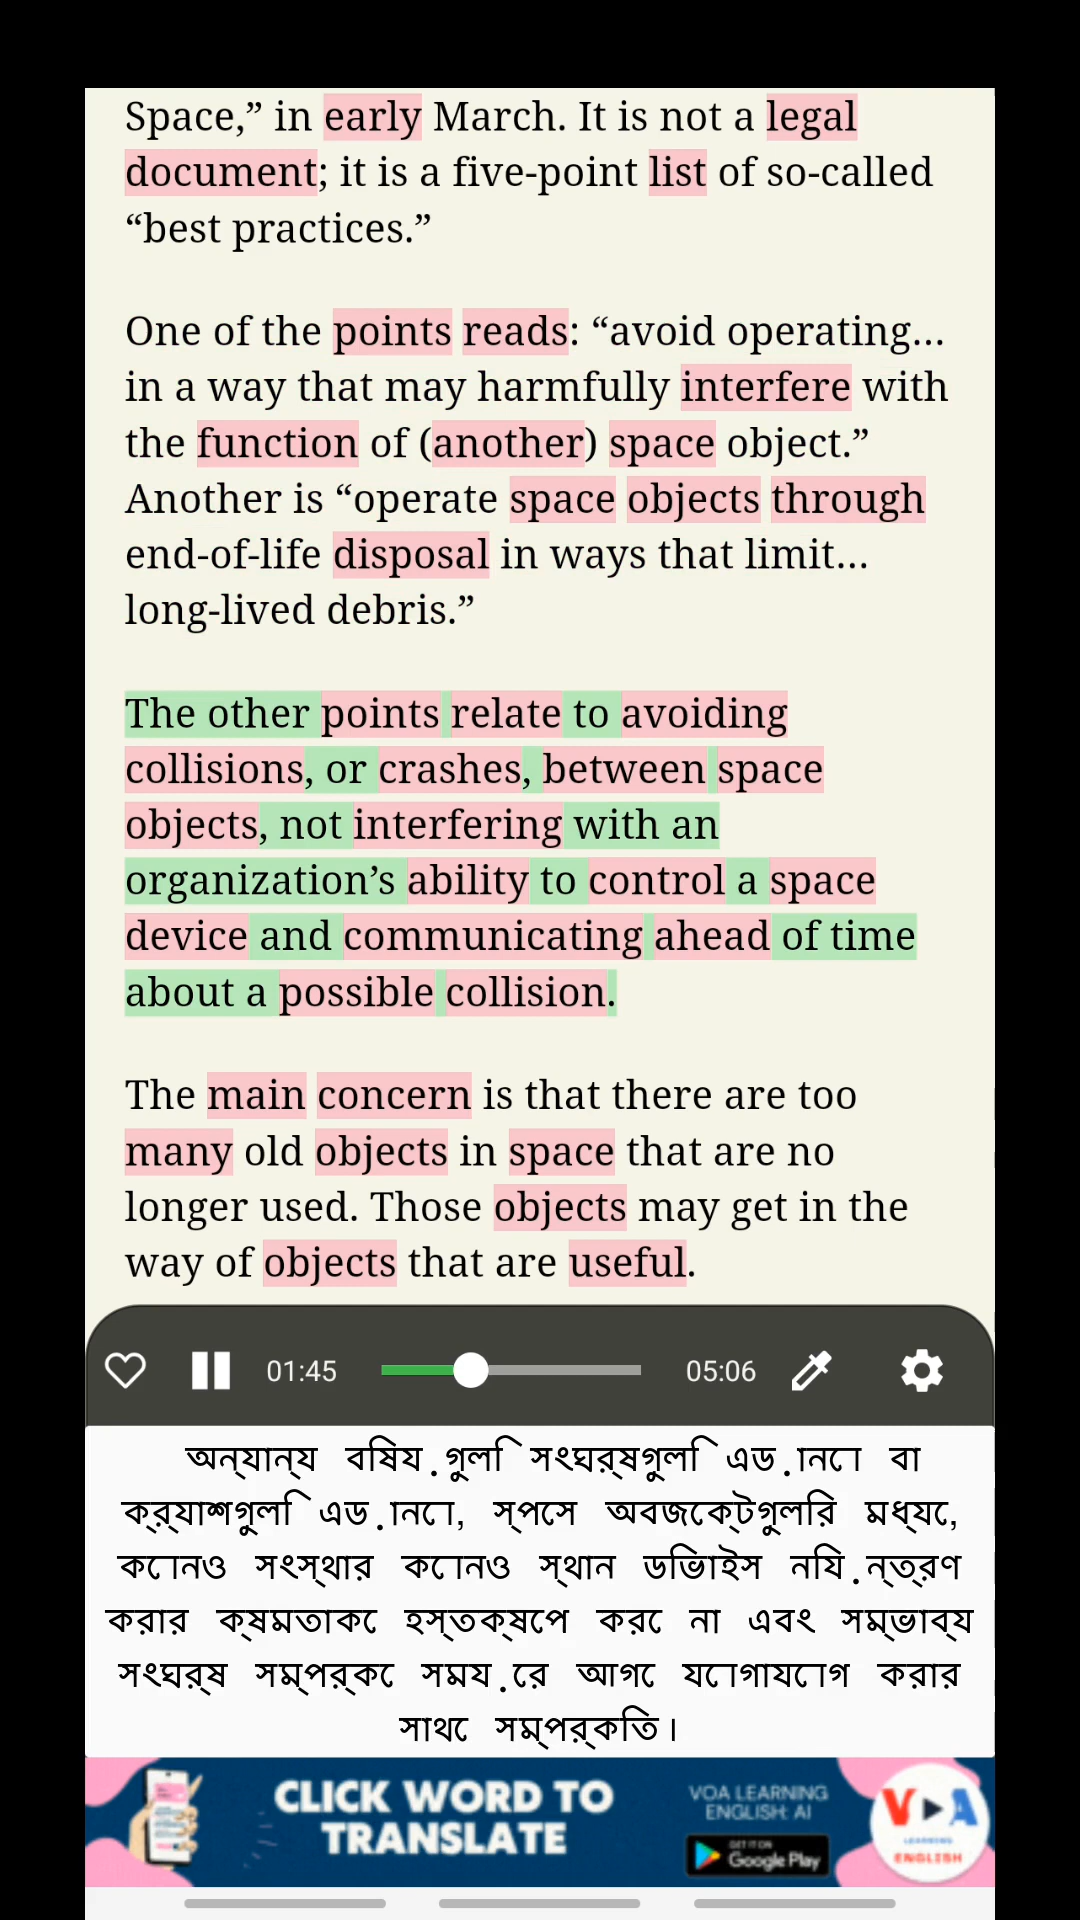 Space,” in early March. It is not a legal
document; it is a five-point list of so-called
“best practices.”
One of the points reads: “avoid operating...
in a way that may harmfully interfere with
the function of (another) space object.”
Another is “operate space objects through
end-of-life disposal in ways that limit...
long-lived debris.”
The other points relate to avoiding
collisions, or crashes, between space
objects, not interfering with an
organization’s ability to control a space
device and communicating ahead of time
about a possible collision.
The main concern is that there are too
many old objects in space that are no
longer used. Those objects may get in the
way of objects that are useful.
01:45
05:06
অন্যান্য বিষয়গুলি সংঘর্ষগুলি এড়ানো বা
ক্র্যাশগুলি এড়ানো, স্পেস অবজেক্টগুলির মধ্যে,
কোনও সংস্থার কোনও স্থান ডিভাইস নিয়ন্ত্রণ
করার ক্ষমতাকে হস্তক্ষেপ করে না এবং সম্ভাব্য
সংঘর্ষ সম্পর্কে সময়ের আগে যোগাযোগ করার
সাথে সম্পর্কিত।
CLICK WORD TO
TRANSLATE
VOA LEARNING
ENGLISH: AI
GET IT ON
Google Play
VOA
LEARNING
ENGLISH